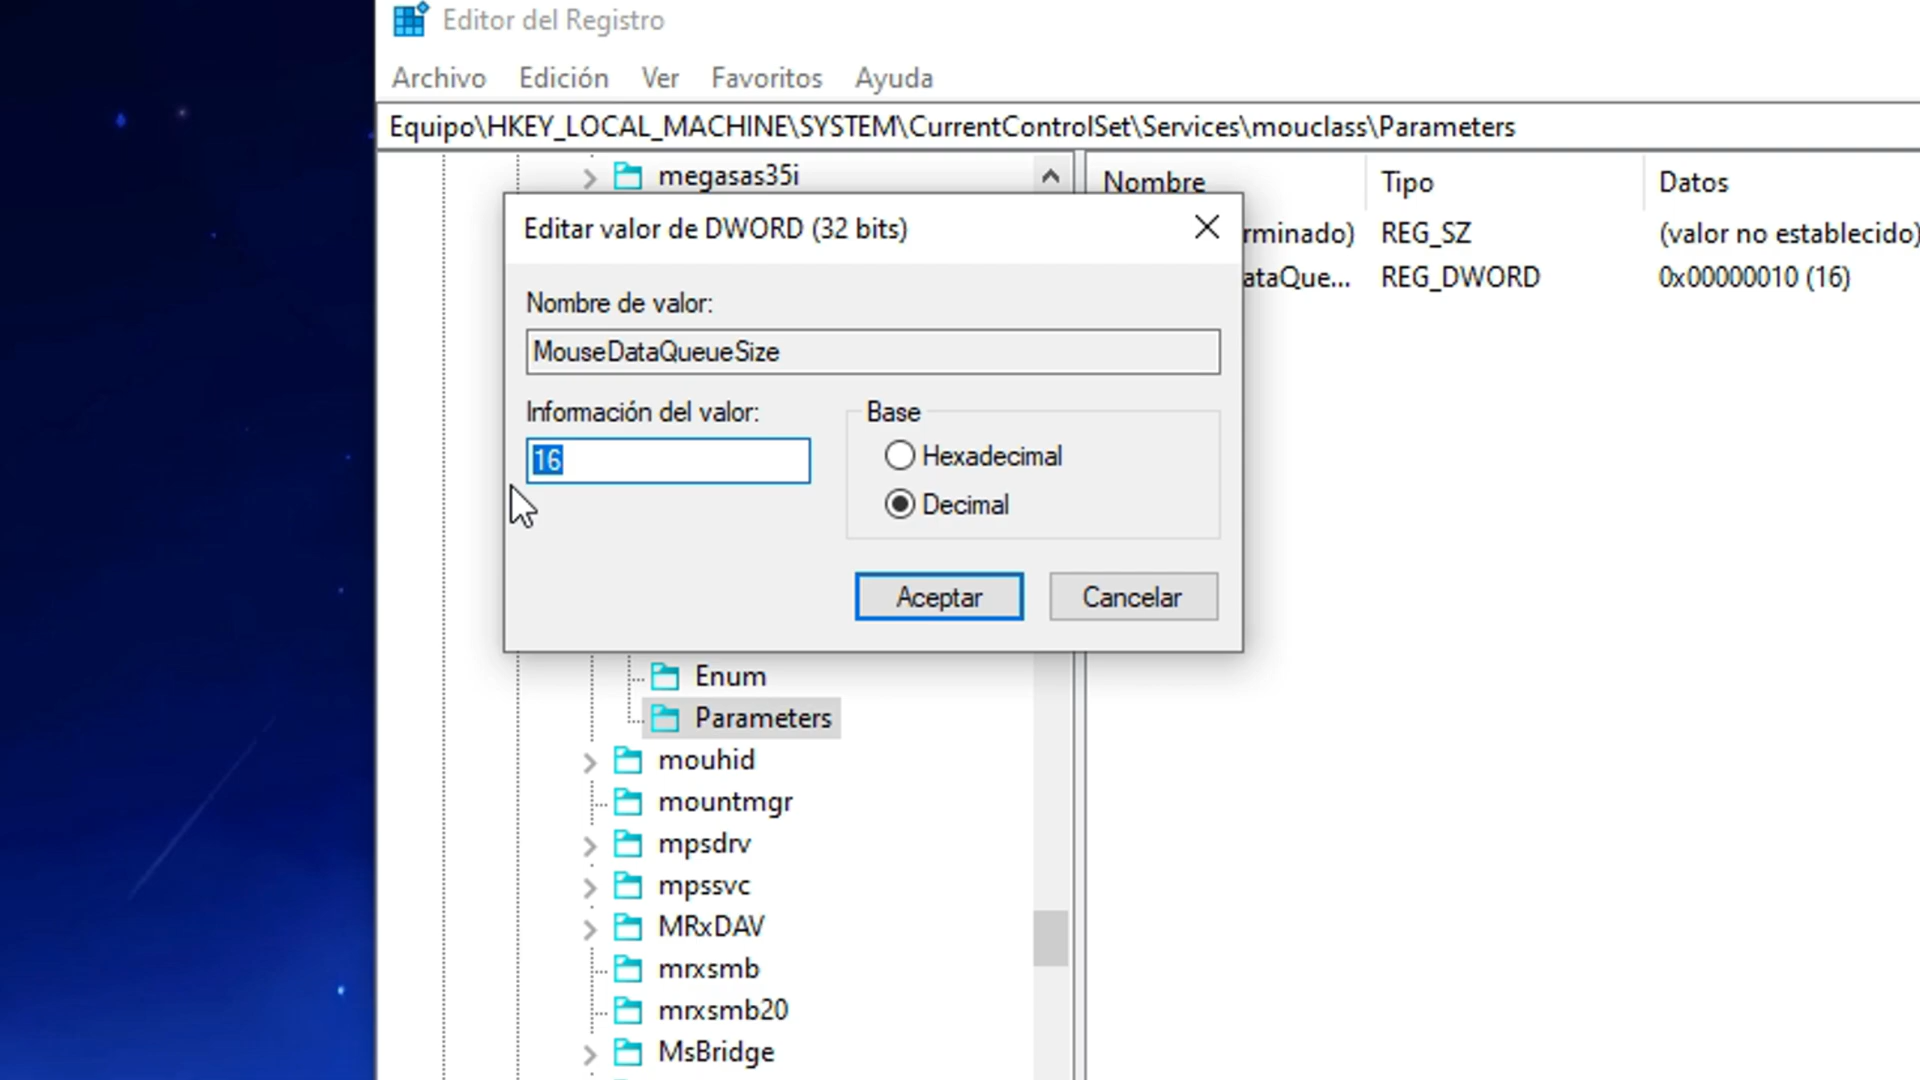 Editor del Registro
Archivo Edición Ver Favoritos Ayuda
Equipo\HKEY_LOCAL_MACHINE\SYSTEM\CurrentControlSet\Services\mouclass\Parameters
megasas35i
Nombre Tipo Datos
rminado) REG_SZ (valor no establecido)
ataQue... REG_DWORD 0x00000010 (16)
Editar valor de DWORD (32 bits)
Nombre de valor:
MouseDataQueueSize
Información del valor:
16
Base
Hexadecimal
Decimal
Aceptar Cancelar
Enum
Parameters
mouhid
mountmgr
mpsdrv
mpssvc
MRxDAV
mrxsmb
mrxsmb20
MsBridge